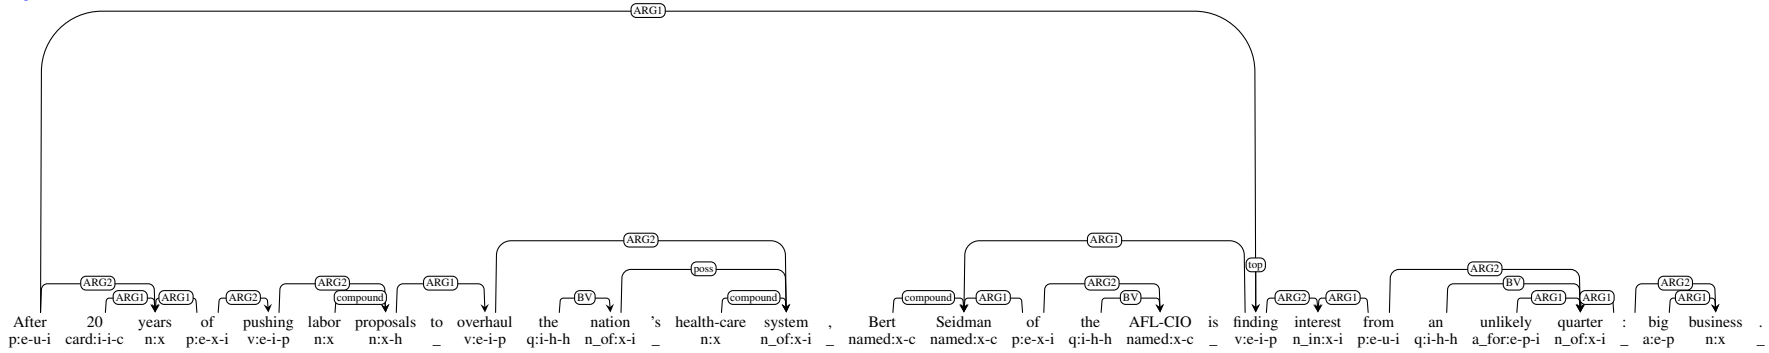 ARG1
ARG2 poss ARG1 top
ARG2 ARG2 ARG1 ARG2 ARG2 BV ARG2
ARG1 ARG1 ARG2 compound BV compound compound ARG1 BV ARG2 ARG1 ARG1 ARG1 ARG1
After 20 years of pushing labor proposals to overhaul the nation 's health-care system , Bert Seidman of the AFL-CIO is finding interest from an unlikely quarter : big business .
p:e-u-i card:i-i-c n:x p:e-x-i v:e-i-p n:x n:x-h _ v:e-i-p q:i-h-h n_of:x-i _ n:x n_of:x-i _ named:x-c named:x-c p:e-x-i q:i-h-h named:x-c _ v:e-i-p n_in:x-i p:e-u-i q:i-h-h a_for:e-p-i n_of:x-i _ a:e-p n:x _